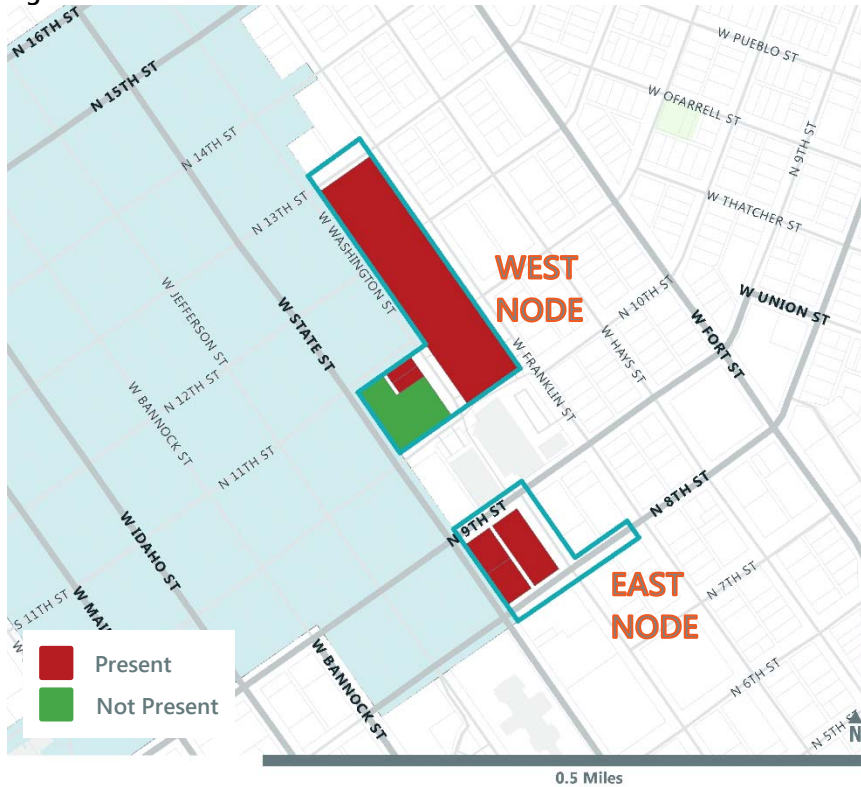 N 16TH ST
N 15TH ST
W PUEBLO ST
W OFARRELL ST
N 9TH ST
N 14TH ST
W THATCHER ST
N 13TH ST
W WASHINGTON ST
WEST
NODE
N 10TH ST
W UNION ST
W JEFFERSON ST
W STATE ST
W FORT ST
W HAYS ST
W FRANKLIN ST
N 12TH ST
W BANNOCK ST
N 11TH ST
N 9TH ST
N 8TH ST
W IDAHO ST
EAST
NODE
N 7TH ST
S 11TH ST
W MAI
W BANNOCK ST
N 6TH ST
N 5TH ST
N
Present
Not Present
0.5 Miles